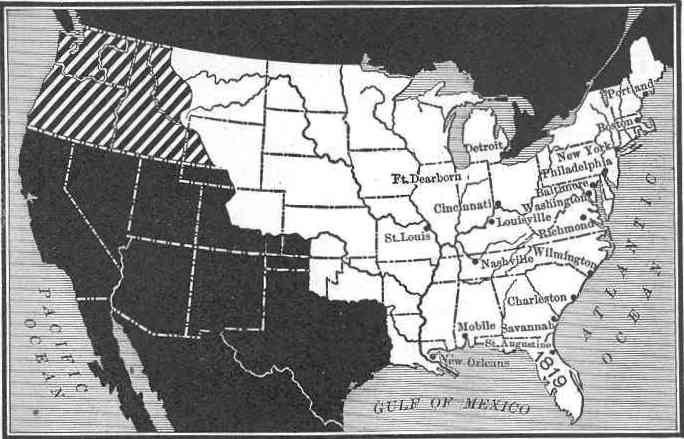 Portland
Boston
Detroit
New York
Philadelphia
Ft. Dearborn
Baltimore
Washington
Cincinnati
Louisville
Richmond
St. Louis
Nashville
Wilmington
Charleston
Mobile
Savannah
St. Augustine
New Orleans
1819
PACIFIC
OCEAN
ATLANTIC
OCEAN
GULF OF MEXICO